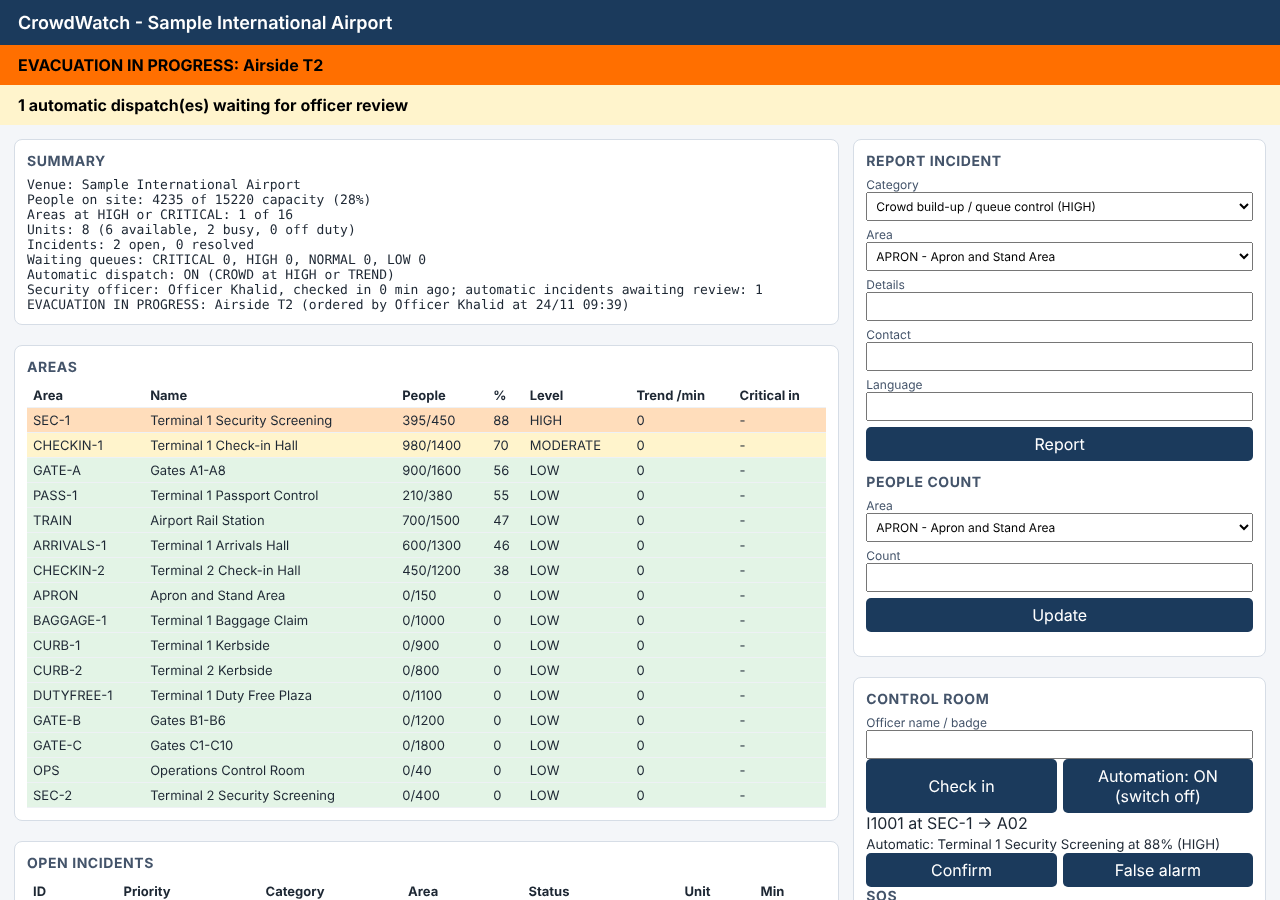 CrowdWatch - Sample International Airport
EVACUATION IN PROGRESS: Airside T2
1 automatic dispatch(es) waiting for officer review
SUMMARY
Venue: Sample International Airport
People on site: 4235 of 15220 capacity (28%)
Areas at HIGH or CRITICAL: 1 of 16
Units: 8 (6 available, 2 busy, 0 off duty)
Incidents: 2 open, 0 resolved
Waiting queues: CRITICAL 0, HIGH 0, NORMAL 0, LOW 0
Automatic dispatch: ON (CROWD at HIGH or TREND)
Security officer: Officer Khalid, checked in 0 min ago; automatic incidents awaiting review: 1
EVACUATION IN PROGRESS: Airside T2 (ordered by Officer Khalid at 24/11 09:39)
AREAS
Area Name People % Level Trend /min Critical in
SEC-1 Terminal 1 Security Screening 395/450 88 HIGH 0 -
CHECKIN-1 Terminal 1 Check-in Hall 980/1400 70 MODERATE 0 -
GATE-A Gates A1-A8 900/1600 56 LOW 0 -
PASS-1 Terminal 1 Passport Control 210/380 55 LOW 0 -
TRAIN Airport Rail Station 700/1500 47 LOW 0 -
ARRIVALS-1 Terminal 1 Arrivals Hall 600/1300 46 LOW 0 -
CHECKIN-2 Terminal 2 Check-in Hall 450/1200 38 LOW 0 -
APRON Apron and Stand Area 0/150 0 LOW 0 -
BAGGAGE-1 Terminal 1 Baggage Claim 0/1000 0 LOW 0 -
CURB-1 Terminal 1 Kerbside 0/900 0 LOW 0 -
CURB-2 Terminal 2 Kerbside 0/800 0 LOW 0 -
DUTYFREE-1 Terminal 1 Duty Free Plaza 0/1100 0 LOW 0 -
GATE-B Gates B1-B6 0/1200 0 LOW 0 -
GATE-C Gates C1-C10 0/1800 0 LOW 0 -
OPS Operations Control Room 0/40 0 LOW 0 -
SEC-2 Terminal 2 Security Screening 0/400 0 LOW 0 -
OPEN INCIDENTS
ID Priority Category Area Status Unit Min
REPORT INCIDENT
Category
Crowd build-up / queue control (HIGH)
Area
APRON - Apron and Stand Area
Details
Contact
Language
Report
PEOPLE COUNT
Area
APRON - Apron and Stand Area
Count
Update
CONTROL ROOM
Officer name / badge
Check in
Automation: ON
(switch off)
I1001 at SEC-1 → A02
Automatic: Terminal 1 Security Screening at 88% (HIGH)
Confirm
False alarm
SOS